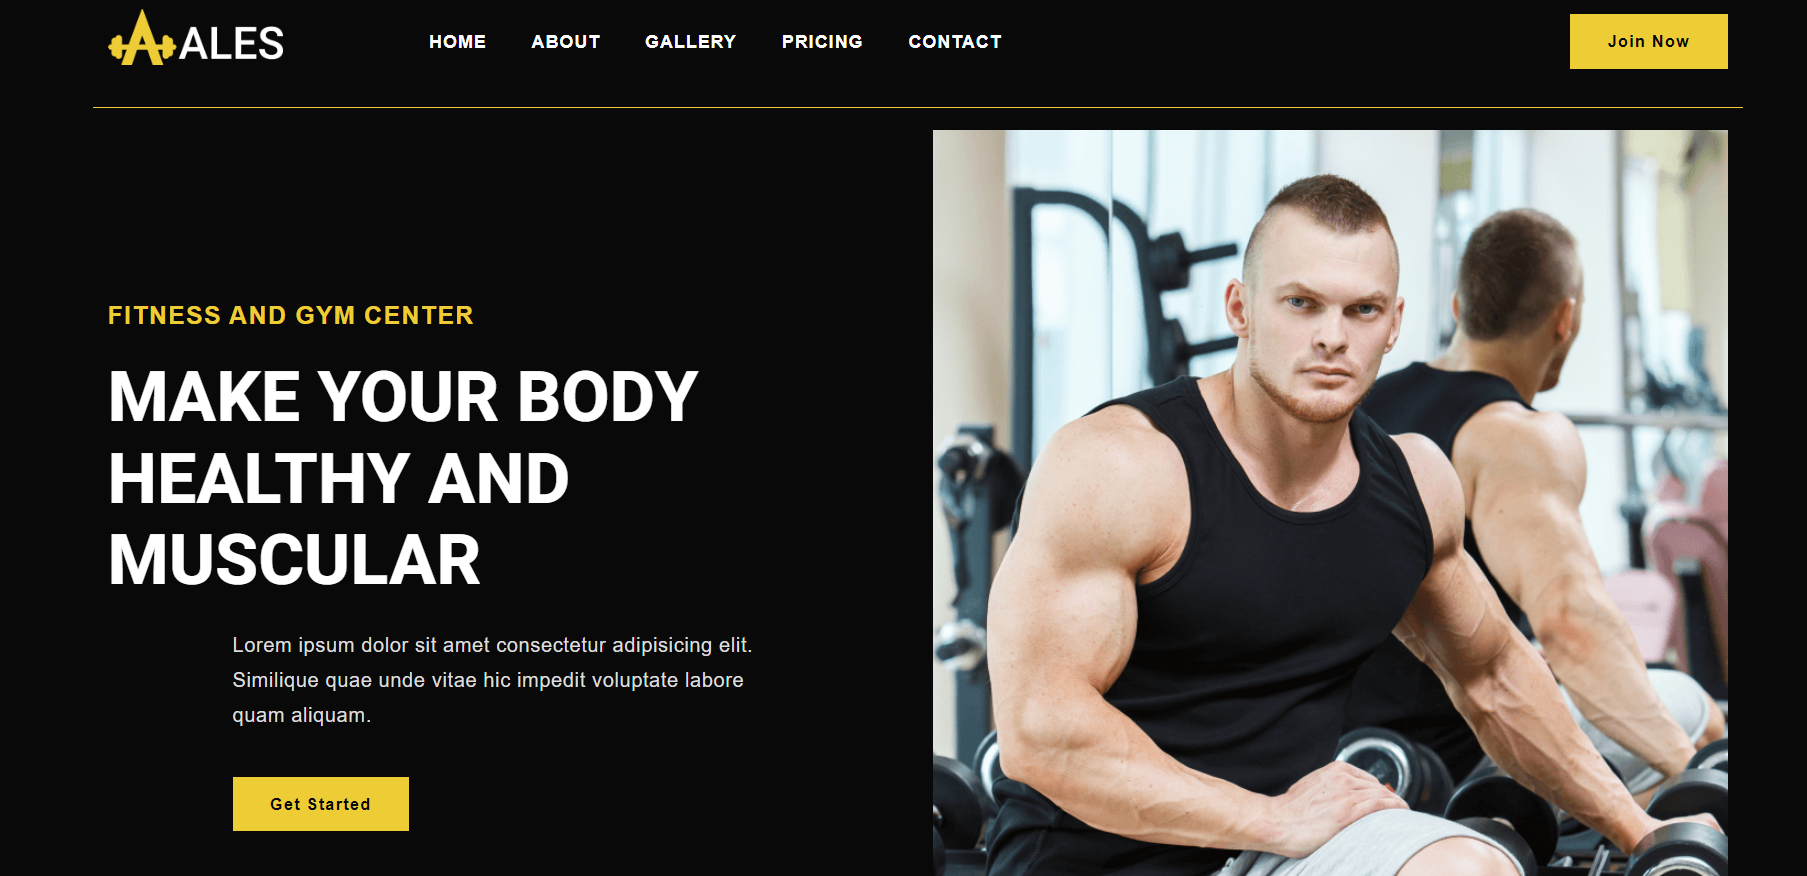 AALES
HOME ABOUT GALLERY PRICING CONTACT
Join Now
FITNESS AND GYM CENTER
MAKE YOUR BODY
HEALTHY AND
MUSCULAR
Lorem ipsum dolor sit amet consectetur adipisicing elit.
Similique quae unde vitae hic impedit voluptate labore
quam aliquam.
Get Started